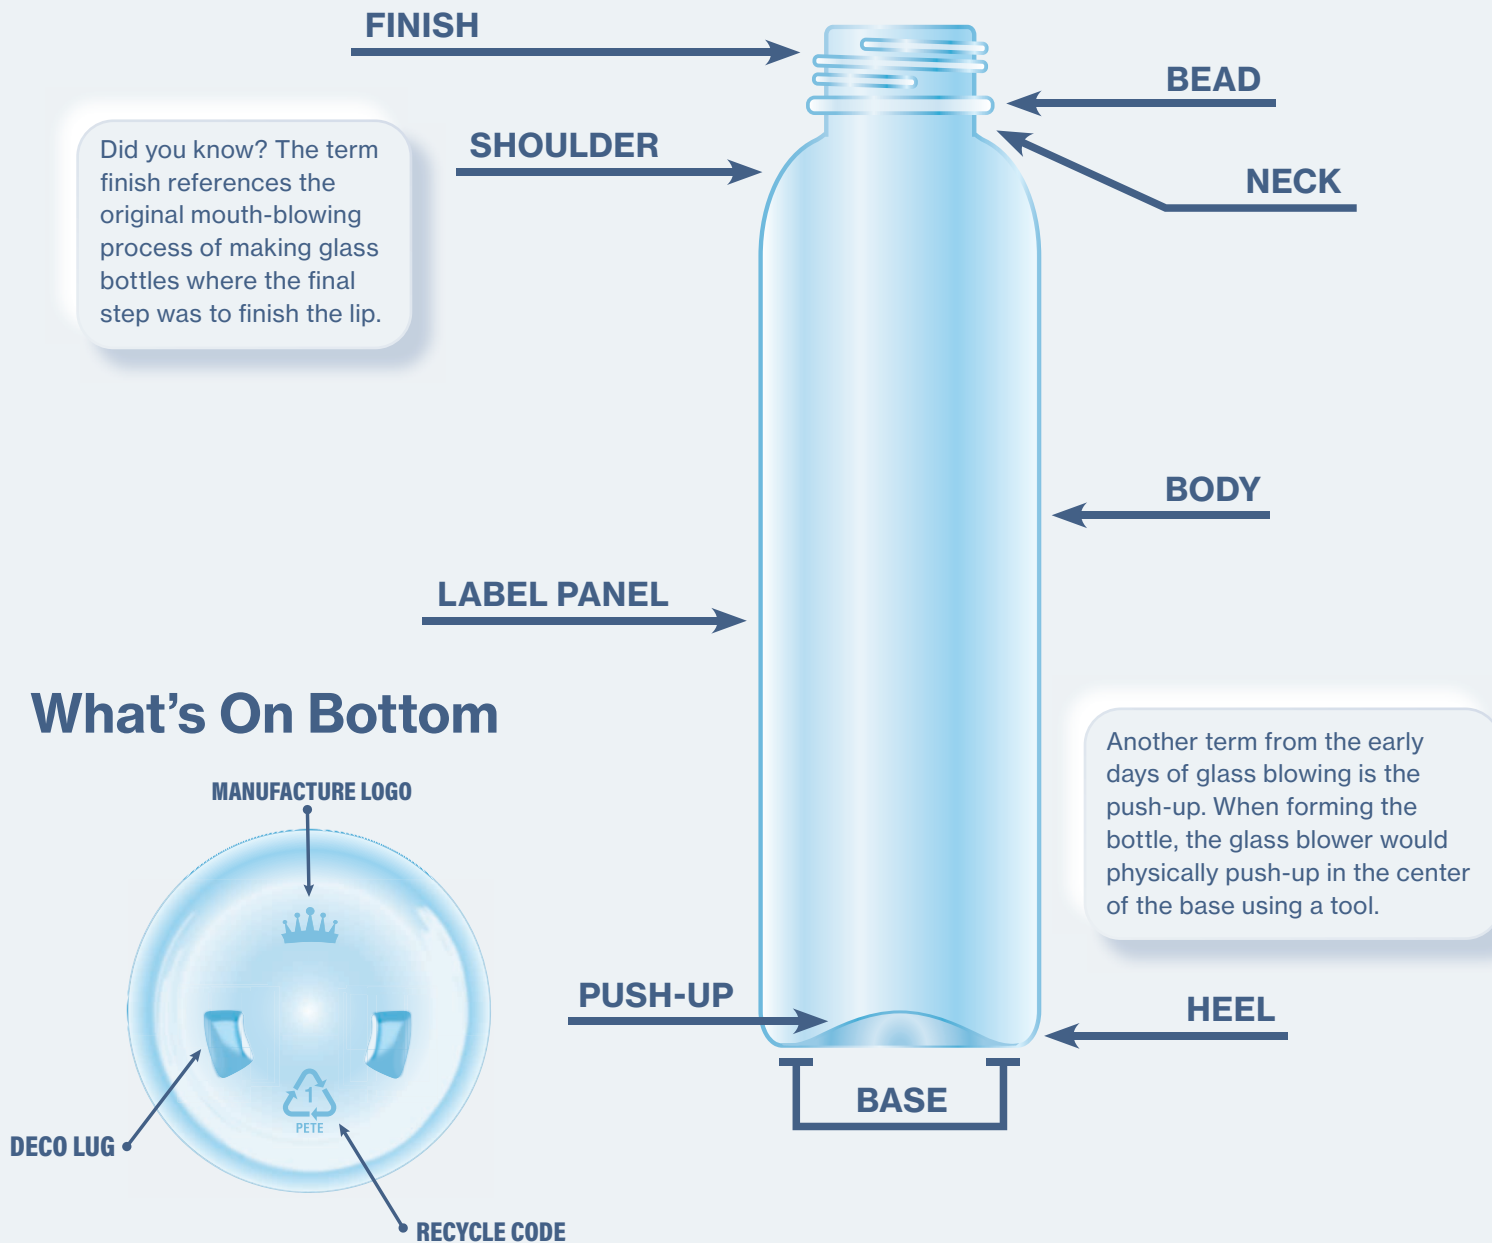 FINISH
BEAD
SHOULDER
NECK
Did you know? The term
finish references the
original mouth-blowing
process of making glass
bottles where the final
step was to finish the lip.
BODY
LABEL PANEL
What's On Bottom
MANUFACTURE LOGO
1
PETE
DECO LUG
RECYCLE CODE
Another term from the early
days of glass blowing is the
push-up. When forming the
bottle, the glass blower would
physically push-up in the center
of the base using a tool.
PUSH-UP
HEEL
BASE